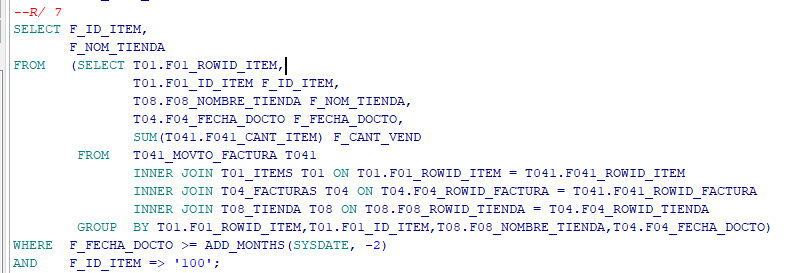 --R/ 7
SELECT F_ID_ITEM,
       F_NOM_TIENDA
FROM   (SELECT T01.F01_ROWID_ITEM,
               T01.F01_ID_ITEM F_ID_ITEM,
               T08.F08_NOMBRE_TIENDA F_NOM_TIENDA,
               T04.F04_FECHA_DOCTO F_FECHA_DOCTO,
               SUM(T041.F041_CANT_ITEM) F_CANT_VEND
        FROM   T041_MOVTO_FACTURA T041
               INNER JOIN T01_ITEMS T01 ON T01.F01_ROWID_ITEM = T041.F041_ROWID_ITEM
               INNER JOIN T04_FACTURAS T04 ON T04.F04_ROWID_FACTURA = T041.F041_ROWID_FACTURA
               INNER JOIN T08_TIENDA T08 ON T08.F08_ROWID_TIENDA = T04.F04_ROWID_TIENDA
        GROUP  BY T01.F01_ROWID_ITEM,T01.F01_ID_ITEM,T08.F08_NOMBRE_TIENDA,T04.F04_FECHA_DOCTO)
WHERE  F_FECHA_DOCTO >= ADD_MONTHS(SYSDATE, -2)
AND    F_ID_ITEM => '100';